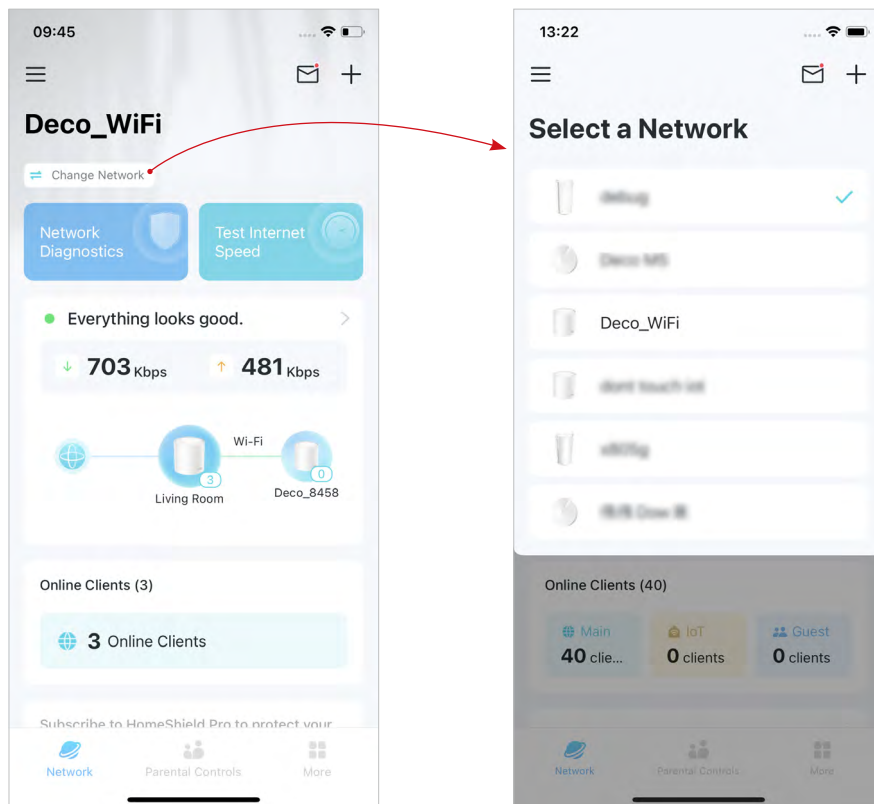 09:45
Deco_WiFi
Change Network
Network
Diagnostics
Test Internet
Speed
Everything looks good.
703 Kbps
481 Kbps
Wi-Fi
3
0
Living Room
Deco_8458
Online Clients (3)
3 Online Clients
Subscribe to HomeShield Pro to protect your
Network
Parental Controls
More
13:22
Select a Network
Deco_WiFi
Online Clients (40)
Main
40 clie...
IoT
0 clients
Guest
0 clients
Network
Parental Controls
More